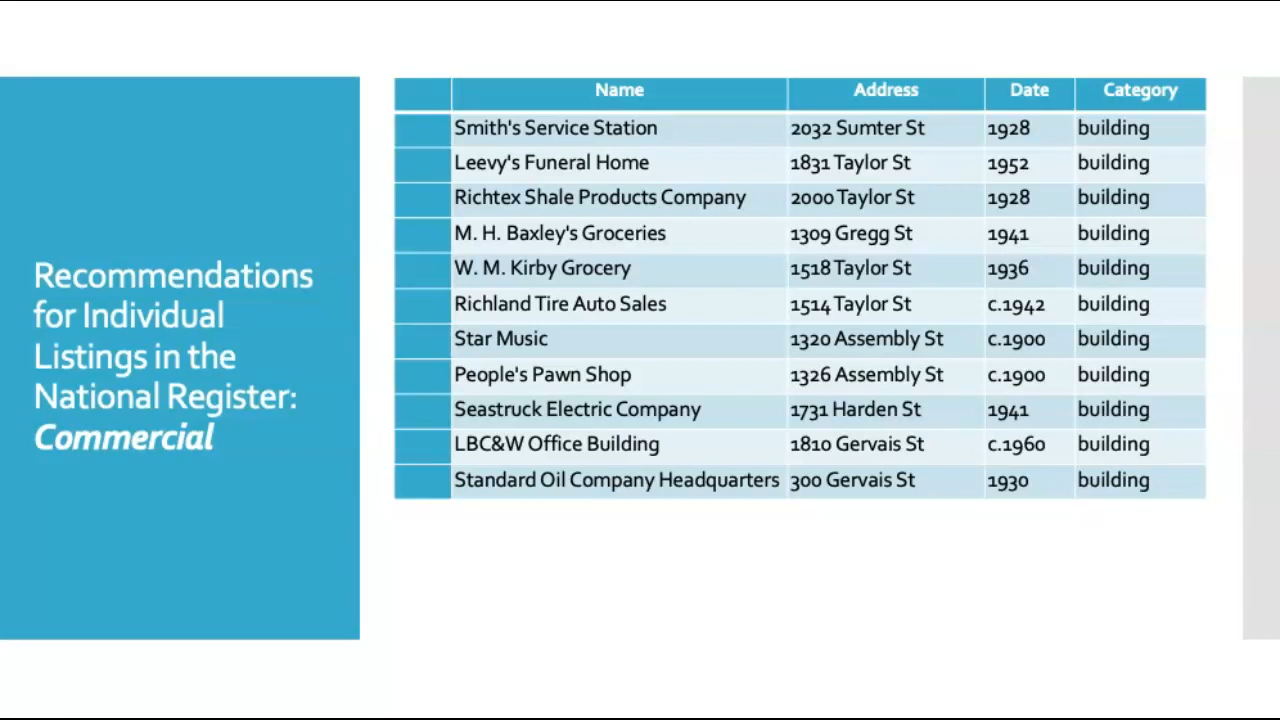 Recommendations
for Individual
Listings in the
National Register:
Commercial
Name Address Date Category
Smith's Service Station 2032 Sumter St 1928 building
Leevy's Funeral Home 1831 Taylor St 1952 building
Richtex Shale Products Company 2000 Taylor St 1928 building
M. H. Baxley's Groceries 1309 Gregg St 1941 building
W. M. Kirby Grocery 1518 Taylor St 1936 building
Richland Tire Auto Sales 1514 Taylor St c.1942 building
Star Music 1320 Assembly St c.1900 building
People's Pawn Shop 1326 Assembly St c.1900 building
Seastruck Electric Company 1731 Harden St 1941 building
LBC&W Office Building 1810 Gervais St c.1960 building
Standard Oil Company Headquarters 300 Gervais St 1930 building